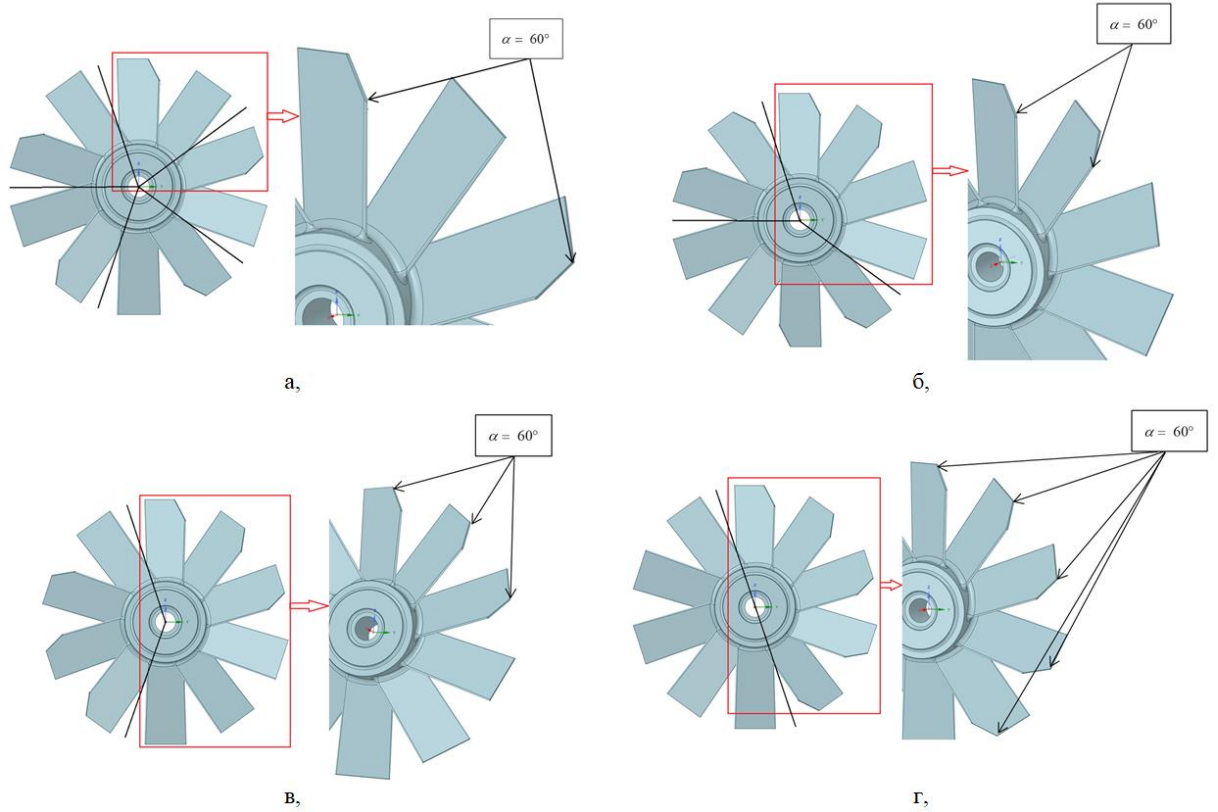 α = 60°
α = 60°
а,
б,
α = 60°
α = 60°
в,
г,